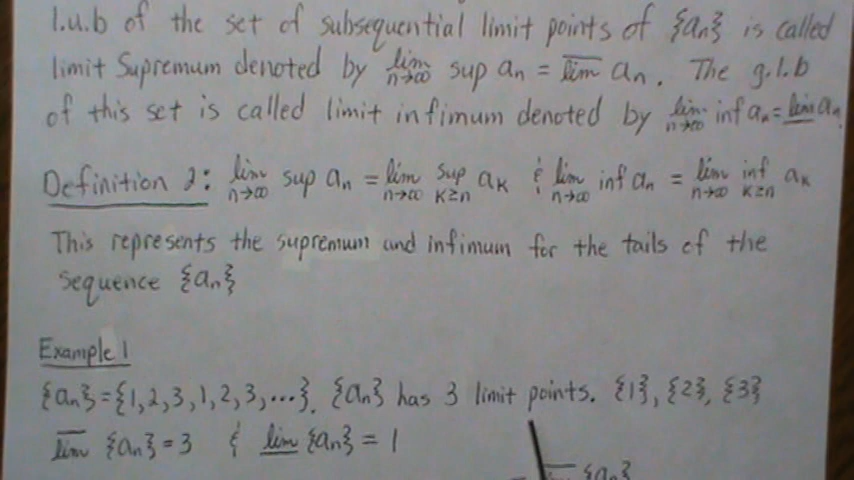 l.u.b of the set of subsequential limit points of {aₙ} is called
limit Supremum denoted by lim n→∞ sup aₙ = l̅i̅m̅ aₙ. The g.l.b
of this set is called limit infimum denoted by lim n→∞ inf aₙ = l̲i̲m̲ aₙ.
Definition 2: lim n→∞ sup aₙ = lim n→∞ sup k≥n aₖ & lim n→∞ inf aₙ = lim n→∞ inf k≥n aₖ
This represents the supremum and infimum for the tails of the
sequence {aₙ}
Example 1
{aₙ}={1,2,3,1,2,3,...}. {aₙ} has 3 limit points. {1}, {2}, {3}
l̅i̅m̅ {aₙ} = 3 & l̲i̲m̲ {aₙ} = 1
{aₙ}